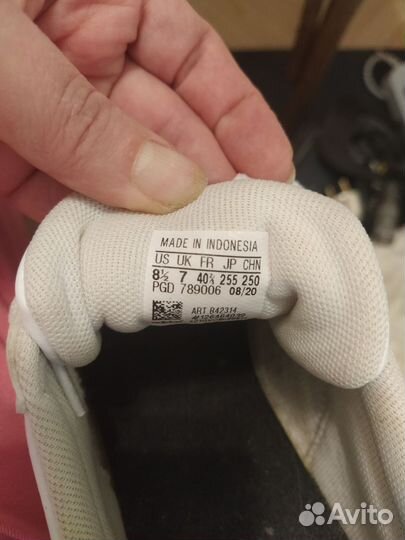 MADE IN INDONESIA
US UK FR JP CHN
8½ 7 40⅔ 255 250
PGD 789006 08/20
ART B42314
Avito